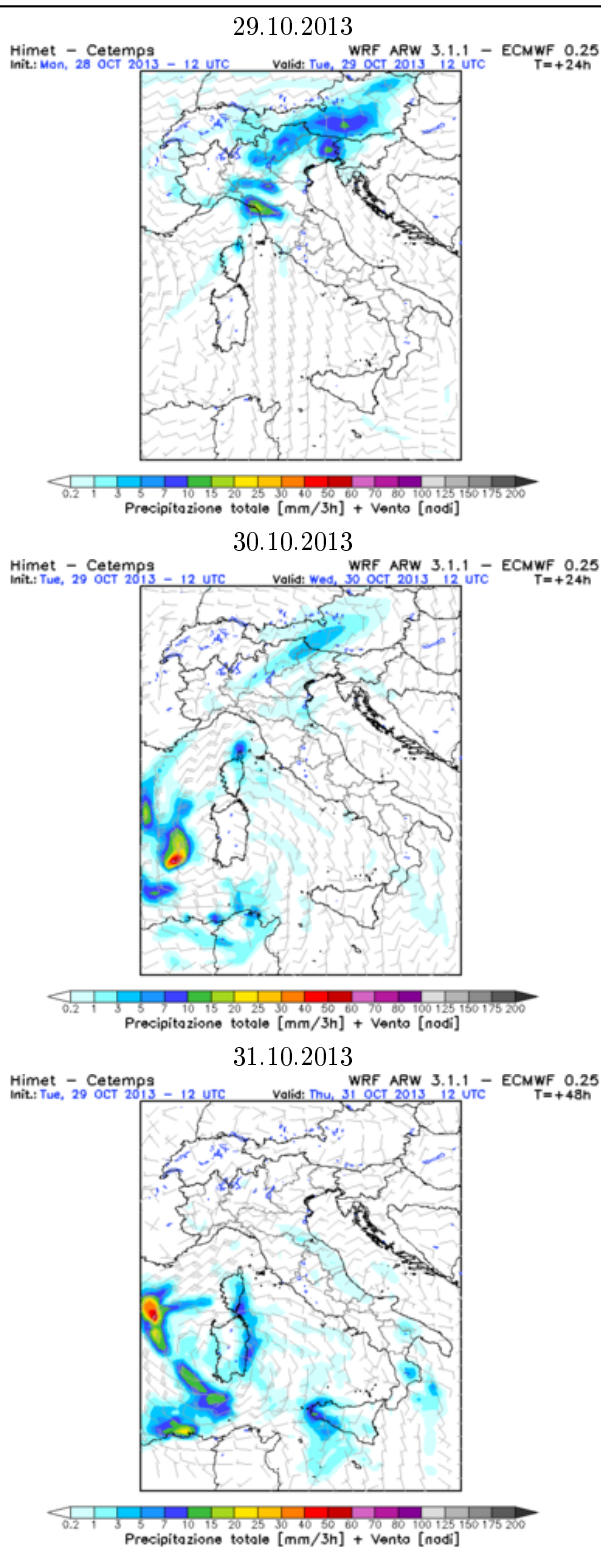 29.10.2013
Himet – Cetemps WRF ARW 3.1.1 – ECMWF 0.25
Init.: Mon, 28 OCT 2013 – 12 UTC Valid: Tue, 29 OCT 2013 12 UTC T=+24h
0.2 1 3 5 7 10 15 20 25 30 40 50 60 70 80 100 125 150 175 200
Precipitazione totale [mm/3h] + Vento [nodi]
30.10.2013
Himet – Cetemps WRF ARW 3.1.1 – ECMWF 0.25
Init.: Tue, 29 OCT 2013 – 12 UTC Valid: Wed, 30 OCT 2013 12 UTC T=+24h
0.2 1 3 5 7 10 15 20 25 30 40 50 60 70 80 100 125 150 175 200
Precipitazione totale [mm/3h] + Vento [nodi]
31.10.2013
Himet – Cetemps WRF ARW 3.1.1 – ECMWF 0.25
Init.: Tue, 29 OCT 2013 – 12 UTC Valid: Thu, 31 OCT 2013 12 UTC T=+48h
0.2 1 3 5 7 10 15 20 25 30 40 50 60 70 80 100 125 150 175 200
Precipitazione totale [mm/3h] + Vento [nodi]